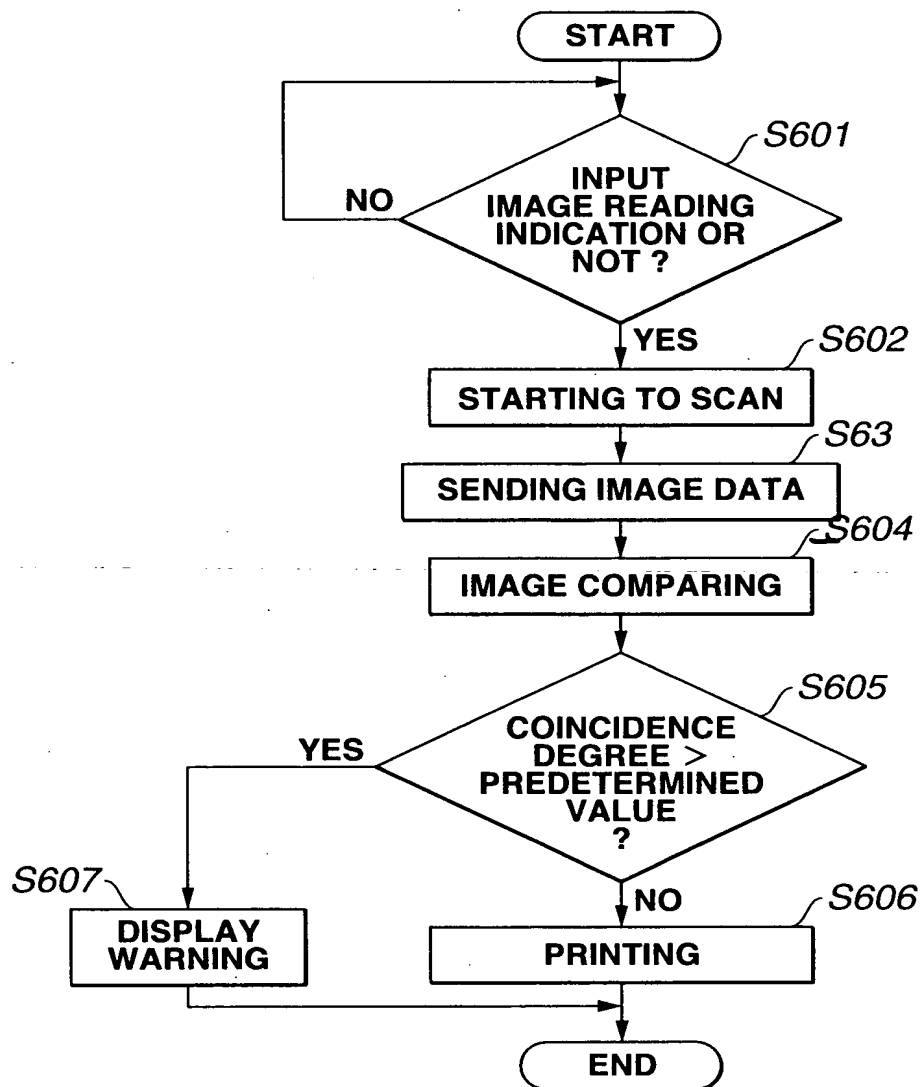 START
S601
INPUT
IMAGE READING
INDICATION OR
NOT ?
NO
YES
S602
STARTING TO SCAN
S63
SENDING IMAGE DATA
S604
IMAGE COMPARING
S605
COINCIDENCE
DEGREE >
PREDETERMINED
VALUE
?
YES
NO
S607
DISPLAY
WARNING
S606
PRINTING
END